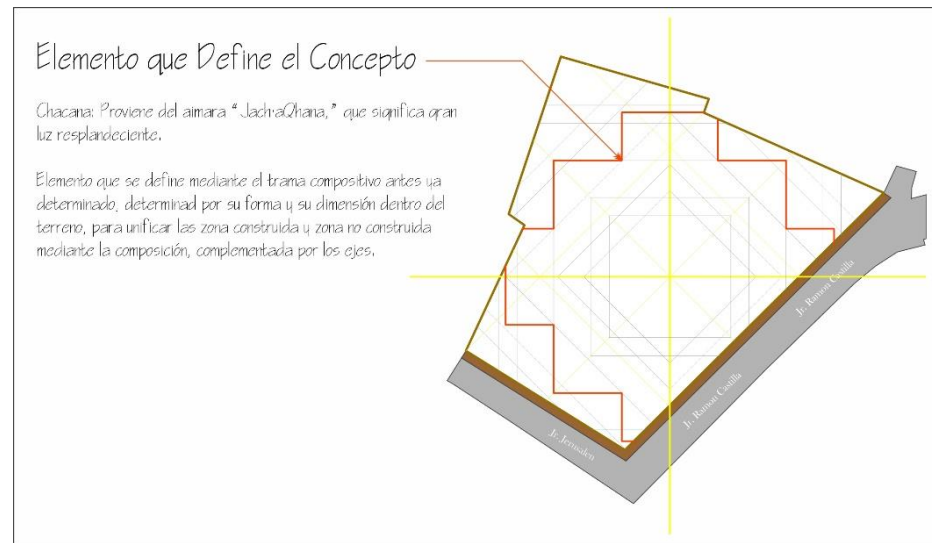 Elemento que Define el Concepto
Chacana: Proviene del aimara " Jach·aQhana," que significa gran
luz resplandeciente.
Elemento que se define mediante el trama compositivo antes ya
determinado, determinad por su forma y su dimensión dentro del
terreno, para unificar las zona construida y zona no construida
mediante la composición, complementada por los ejes.
Jr. Ramon Castilla
Jr. Ramon Castilla
Jr. Jerusalen